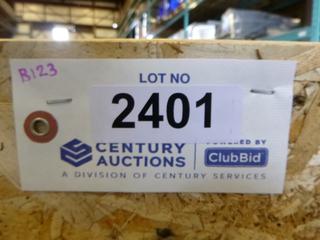 B123
LOT NO
2401
CENTURY AUCTIONS
POWERED BY
ClubBid
A DIVISION OF CENTURY SERVICES